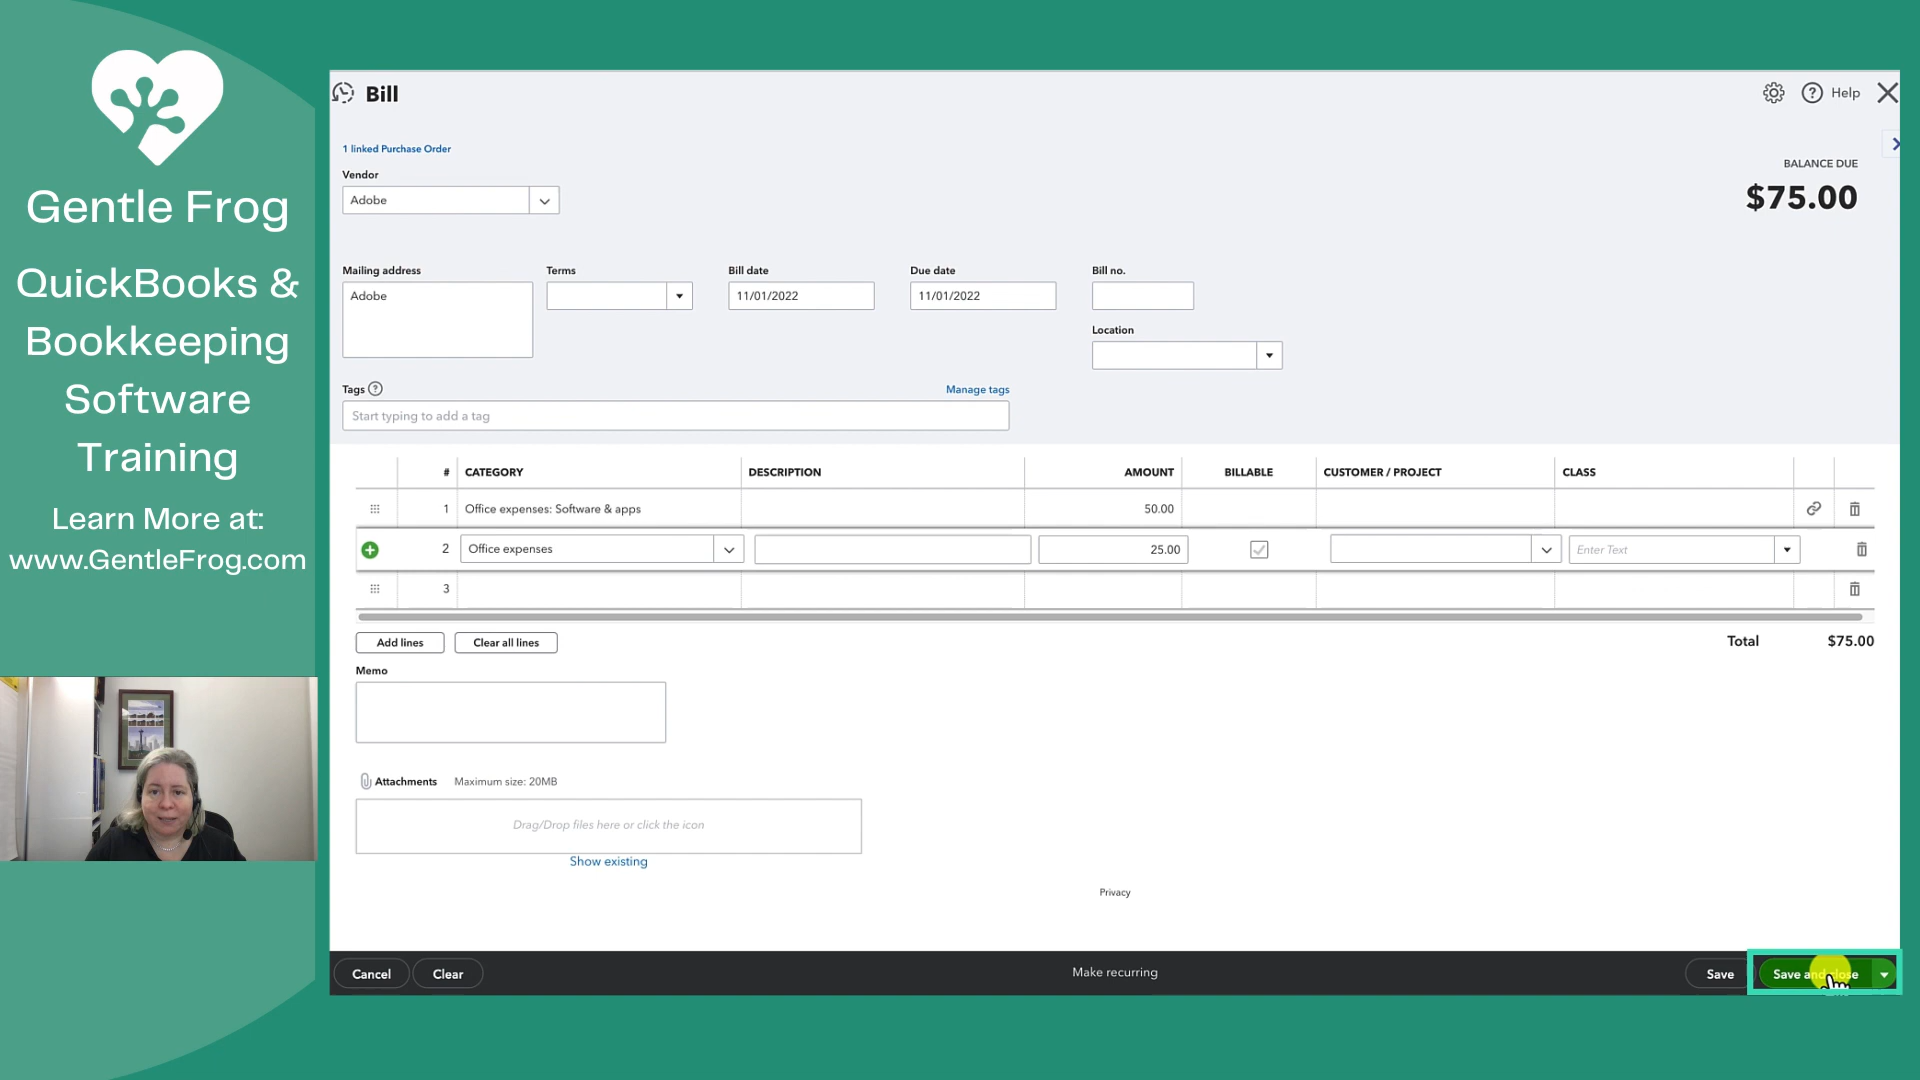 Gentle Frog
QuickBooks &
Bookkeeping
Software
Training
Learn More at:
www.GentleFrog.com
Bill
Help
1 linked Purchase Order
BALANCE DUE
$75.00
Vendor
Adobe
Mailing address
Terms
Bill date
Due date
Bill no.
Adobe
11/01/2022
11/01/2022
Location
Tags
Manage tags
Start typing to add a tag
# CATEGORY DESCRIPTION AMOUNT BILLABLE CUSTOMER / PROJECT CLASS
1 Office expenses: Software & apps 50.00
2 Office expenses 25.00 Enter Text
3
Add lines
Clear all lines
Total $75.00
Memo
Attachments Maximum size: 20MB
Drag/Drop files here or click the icon
Show existing
Privacy
Cancel
Clear
Make recurring
Save
Save and close